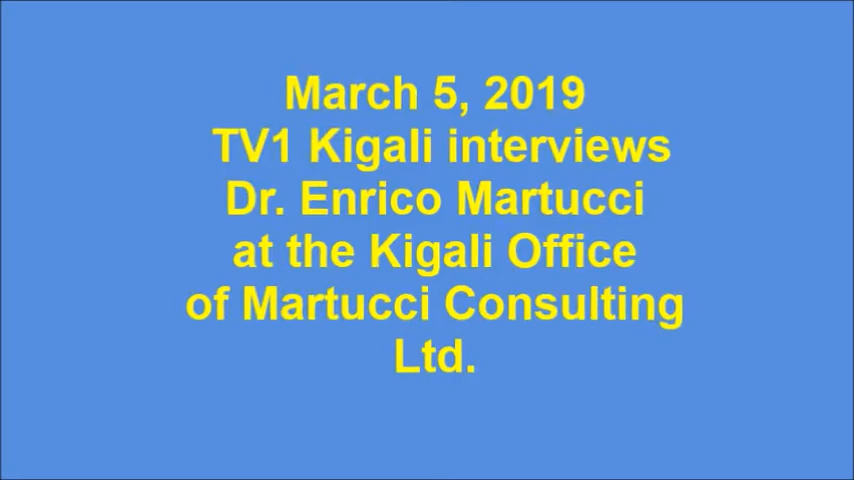 March 5, 2019
TV1 Kigali interviews
Dr. Enrico Martucci
at the Kigali Office
of Martucci Consulting
Ltd.